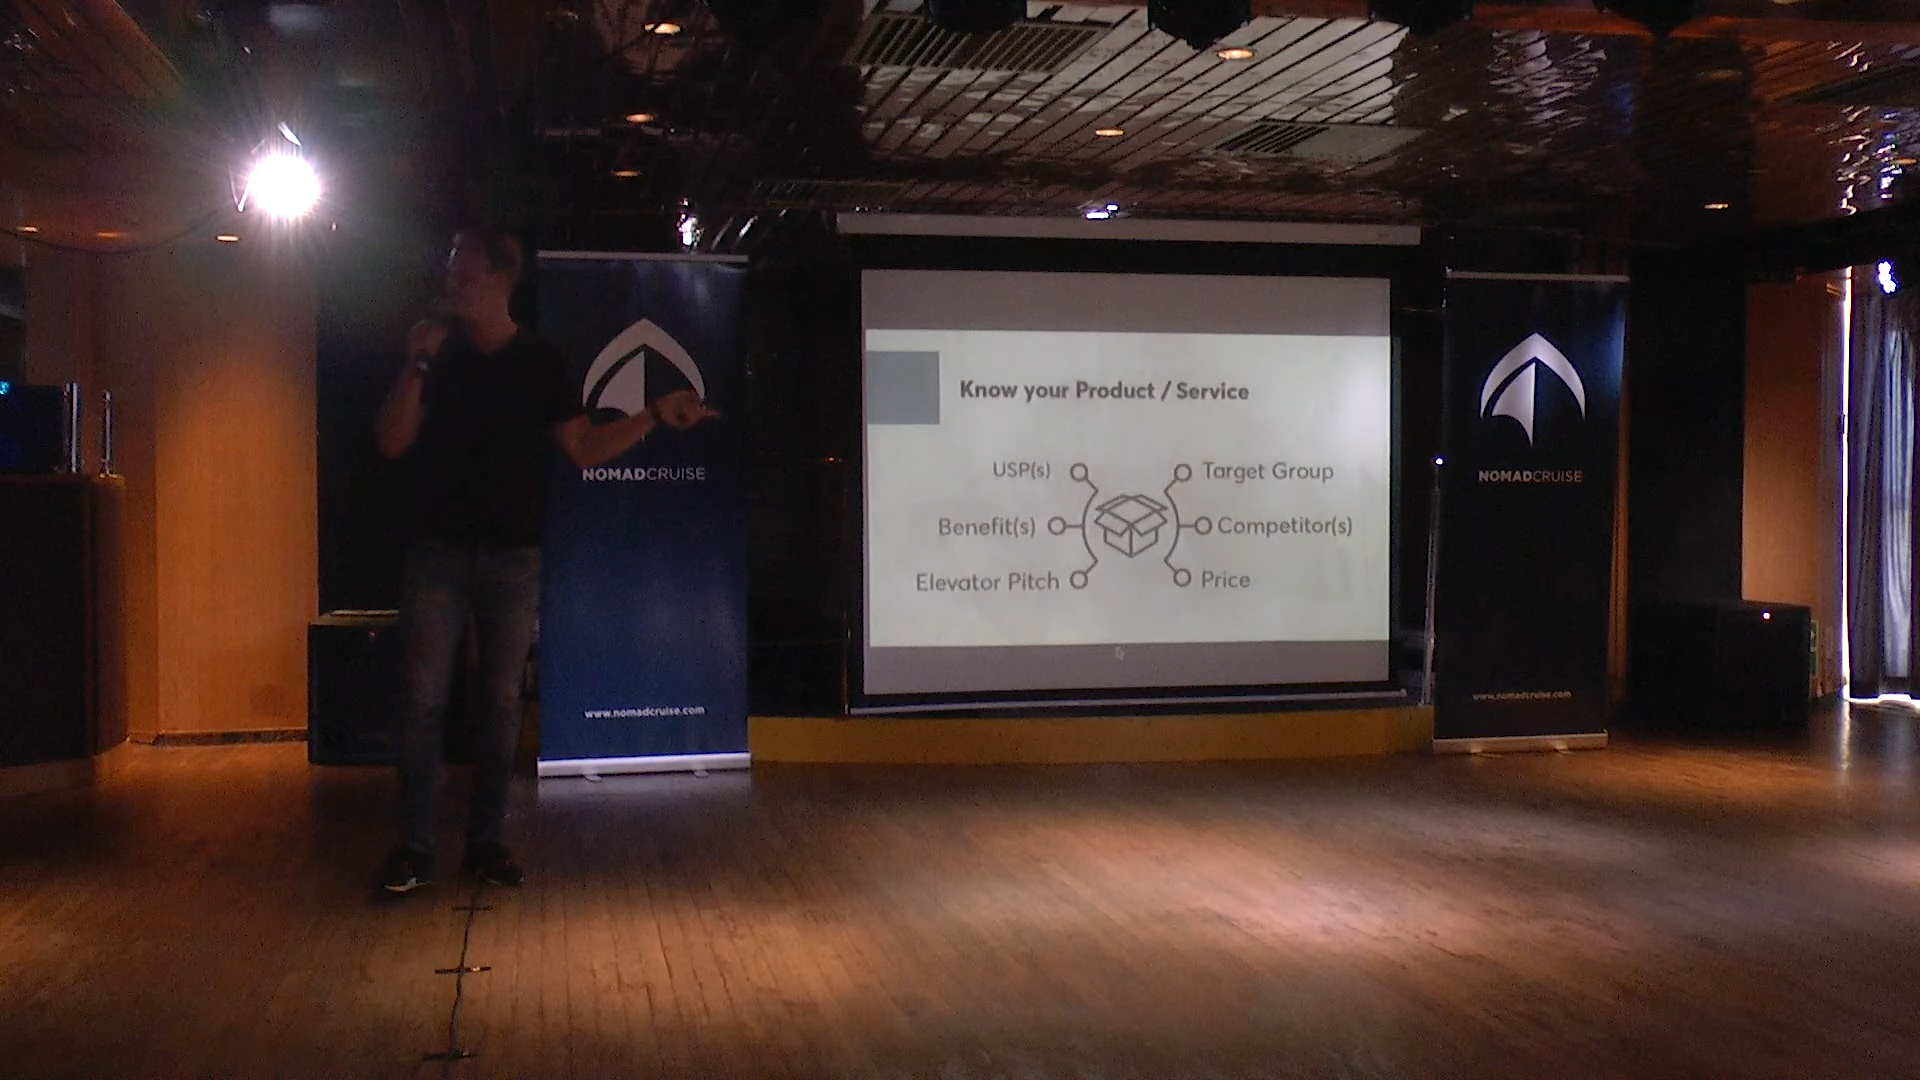 NOMADCRUISE
www.nomadcruise.com
Know your Product / Service
USP(s)
Target Group
Benefit(s)
Competitor(s)
Elevator Pitch
Price
NOMADCRUISE
www.nomadcruise.com